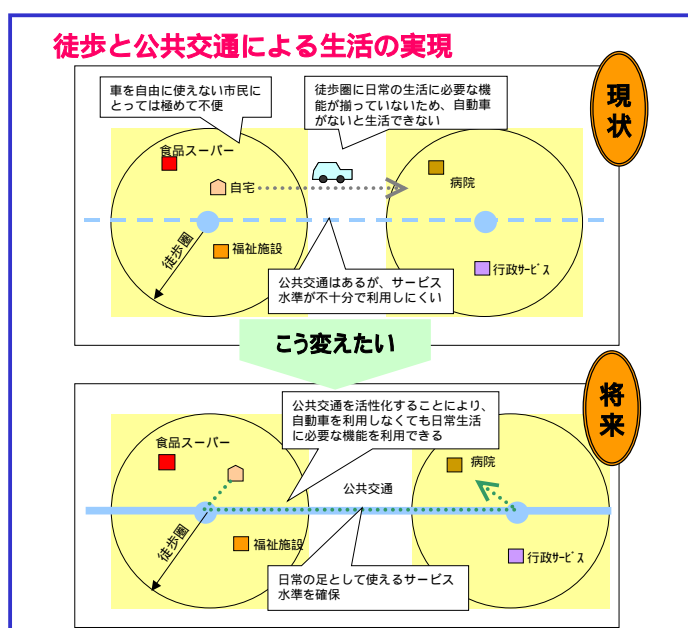 徒歩と公共交通による生活の実現
現状
車を自由に使えない市民に
とっては極めて不便
徒歩圏に日常の生活に必要な機
能が揃っていないため、自動車
がないと生活できない
食品スーパー
自宅
病院
徒歩圏
福祉施設
行政ｻｰﾋﾞｽ
公共交通はあるが、サービス
水準が不十分で利用しにくい
こう変えたい
将来
公共交通を活性化することにより、
自動車を利用しなくても日常生活
に必要な機能を利用できる
食品スーパー
病院
公共交通
徒歩圏
福祉施設
行政ｻｰﾋﾞｽ
日常の足として使えるサービス
水準を確保